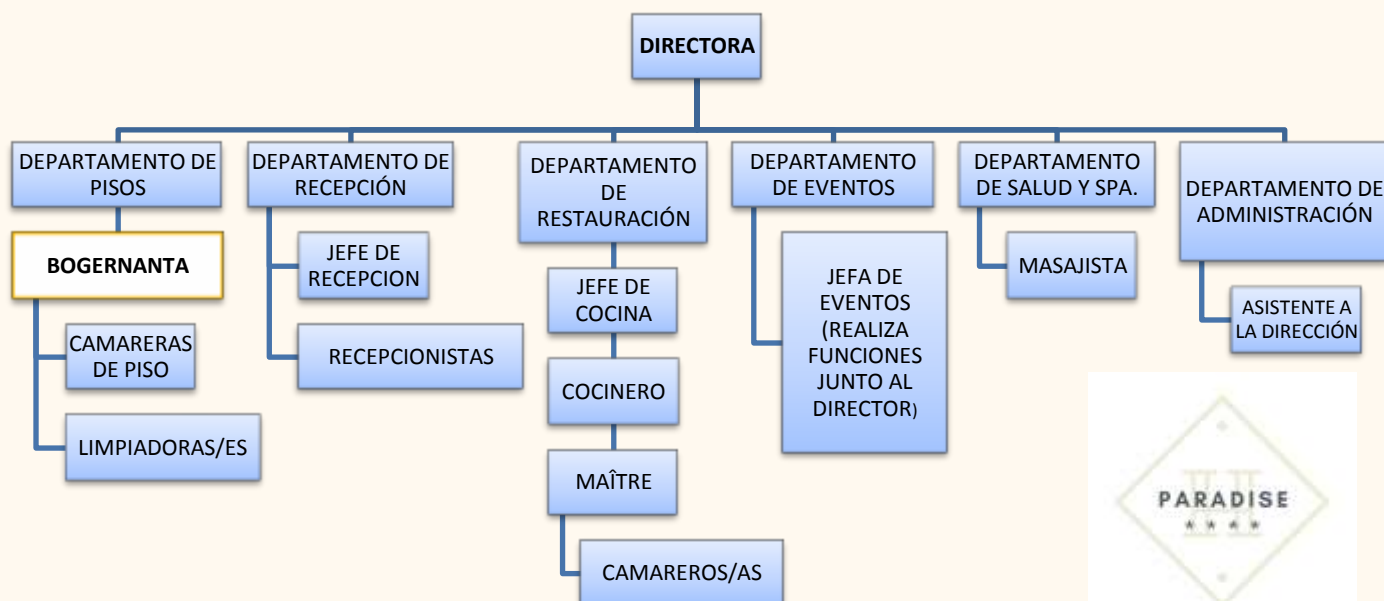 DIRECTORA
DEPARTAMENTO DE
PISOS
BOGERNANTA
CAMARERAS
DE PISO
LIMPIADORAS/ES
DEPARTAMENTO DE
RECEPCIÓN
JEFE DE
RECEPCION
RECEPCIONISTAS
DEPARTAMENTO
DE
RESTAURACIÓN
JEFE DE
COCINA
COCINERO
MAÎTRE
CAMAREROS/AS
DEPARTAMENTO
DE EVENTOS
JEFA DE
EVENTOS
(REALIZA
FUNCIONES
JUNTO AL
DIRECTOR)
DEPARTAMENTO
DE SALUD Y SPA.
MASAJISTA
DEPARTAMENTO DE
ADMINISTRACIÓN
ASISTENTE A
LA DIRECCIÓN
PARADISE